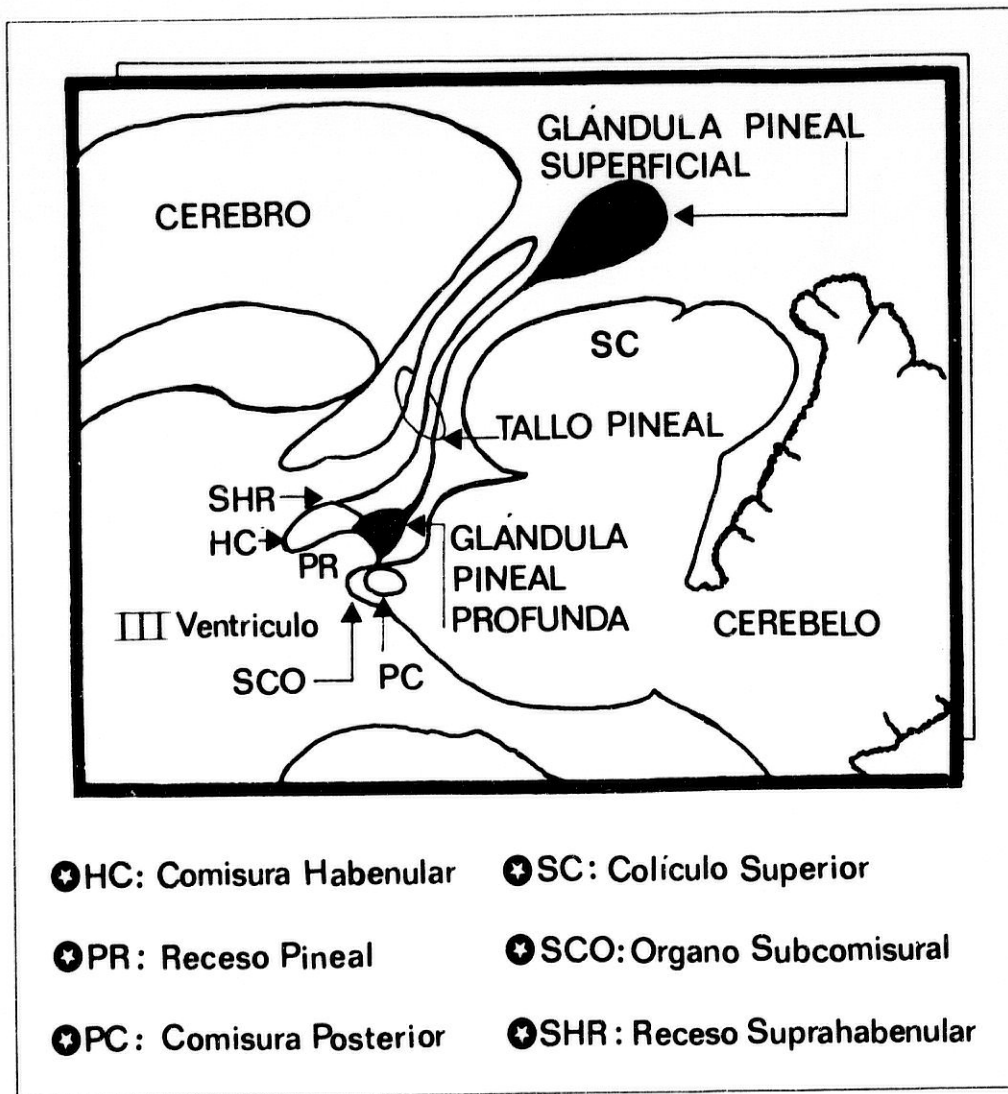 GLÁNDULA PINEAL
SUPERFICIAL
CEREBRO
SC
TALLO PINEAL
SHR
HC
PR
GLÁNDULA
PINEAL
PROFUNDA
III Ventriculo
CEREBELO
SCO
PC
HC: Comisura Habenular
SC: Colículo Superior
PR: Receso Pineal
SCO: Organo Subcomisural
PC: Comisura Posterior
SHR: Receso Suprahabenular